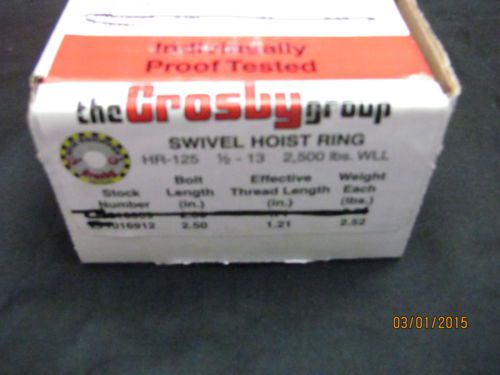 Individually
Proof Tested
the Crosby group
SWIVEL HOIST RING
HR-125 ½ - 13 2,500 lbs. WLL
Stock Number Bolt Length (in.) Effective Thread Length (in.) Weight Each (lbs.)
1016912 2.50 1.21 2.52
03/01/2015